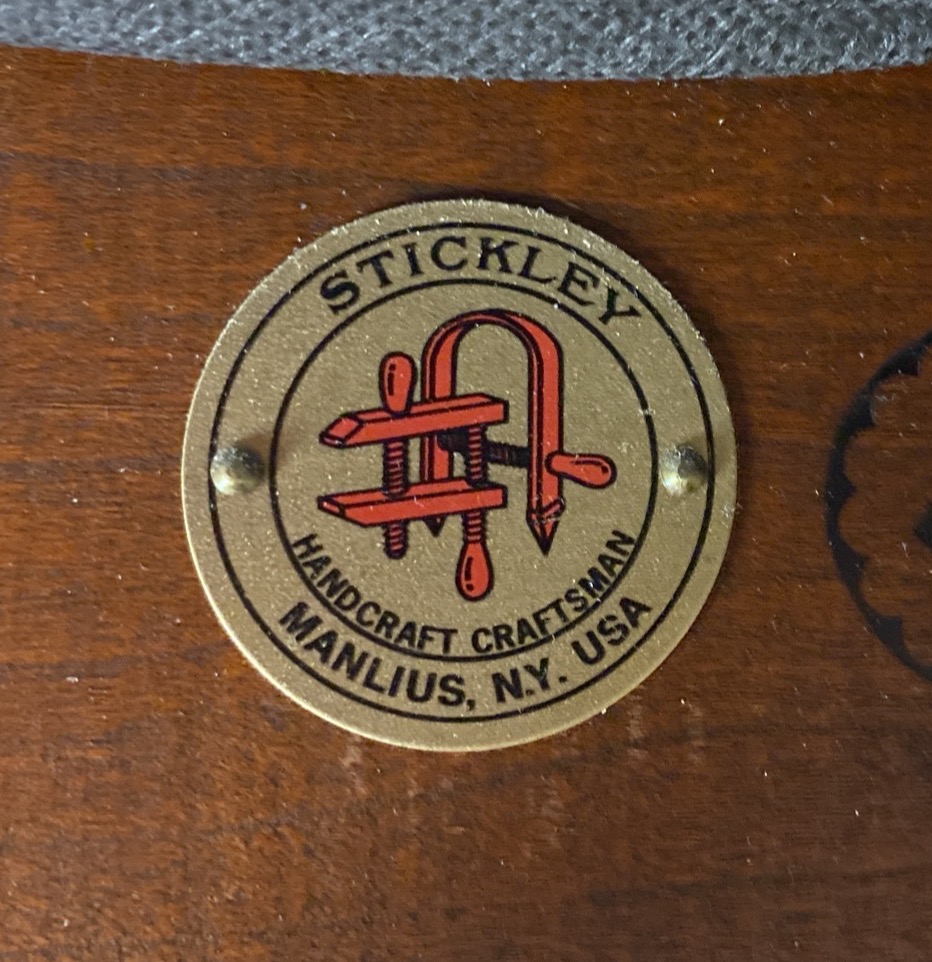 STICKLEY
HANDCRAFT CRAFTSMAN
MANLIUS, N.Y. USA